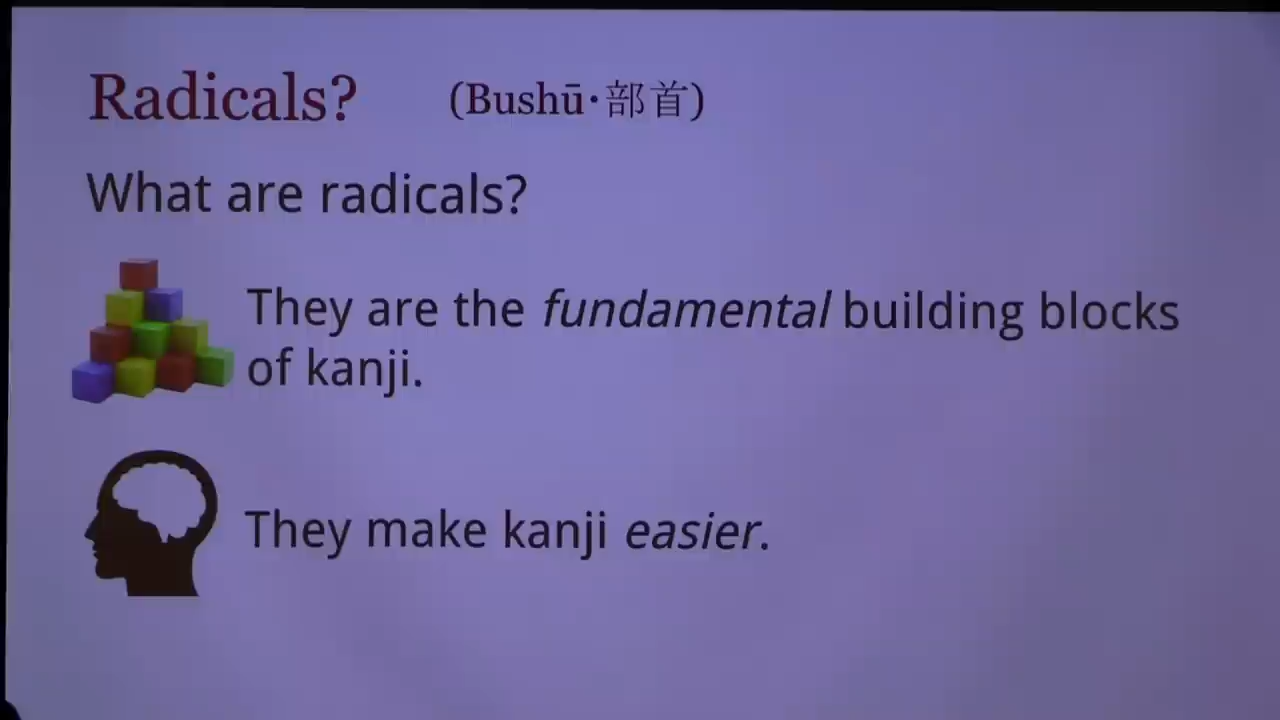 Radicals? (Bushū・部首)
What are radicals?
They are the fundamental building blocks
of kanji.
They make kanji easier.